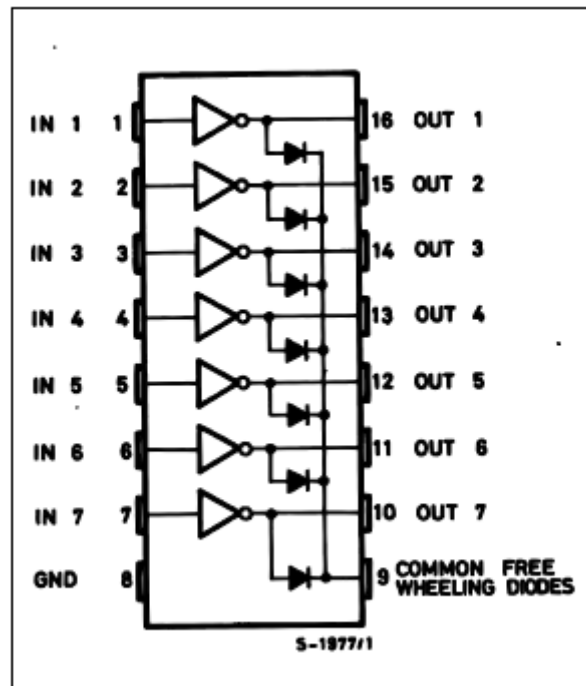 IN 1 1 16 OUT 1
IN 2 2 15 OUT 2
IN 3 3 14 OUT 3
IN 4 4 13 OUT 4
IN 5 5 12 OUT 5
IN 6 6 11 OUT 6
IN 7 7 10 OUT 7
GND 8 9 COMMON FREE
WHEELING DIODES
S-1977/1